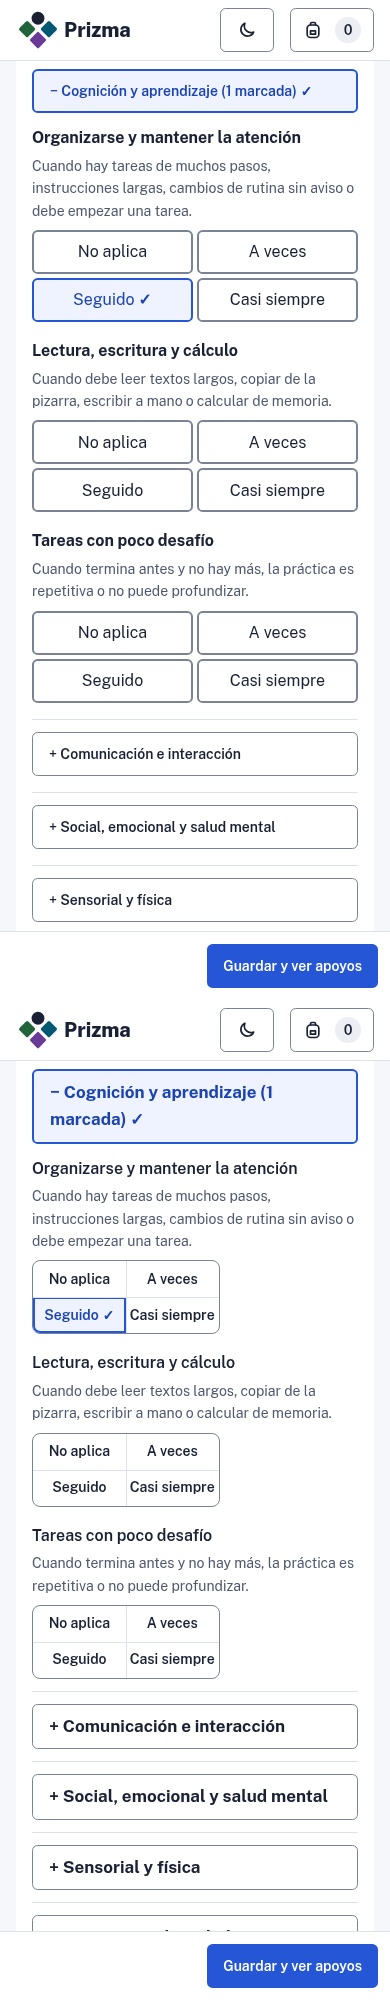 Prizma
0
− Cognición y aprendizaje (1 marcada) ✓
Organizarse y mantener la atención
Cuando hay tareas de muchos pasos,
instrucciones largas, cambios de rutina sin aviso o
debe empezar una tarea.
No aplica
A veces
Seguido ✓
Casi siempre
Lectura, escritura y cálculo
Cuando debe leer textos largos, copiar de la
pizarra, escribir a mano o calcular de memoria.
No aplica
A veces
Seguido
Casi siempre
Tareas con poco desafío
Cuando termina antes y no hay más, la práctica es
repetitiva o no puede profundizar.
No aplica
A veces
Seguido
Casi siempre
+ Comunicación e interacción
+ Social, emocional y salud mental
+ Sensorial y física
Guardar y ver apoyos
Prizma
0
− Cognición y aprendizaje (1
marcada) ✓
Organizarse y mantener la atención
Cuando hay tareas de muchos pasos,
instrucciones largas, cambios de rutina sin aviso o
debe empezar una tarea.
No aplica
A veces
Seguido ✓
Casi siempre
Lectura, escritura y cálculo
Cuando debe leer textos largos, copiar de la
pizarra, escribir a mano o calcular de memoria.
No aplica
A veces
Seguido
Casi siempre
Tareas con poco desafío
Cuando termina antes y no hay más, la práctica es
repetitiva o no puede profundizar.
No aplica
A veces
Seguido
Casi siempre
+ Comunicación e interacción
+ Social, emocional y salud mental
+ Sensorial y física
Guardar y ver apoyos